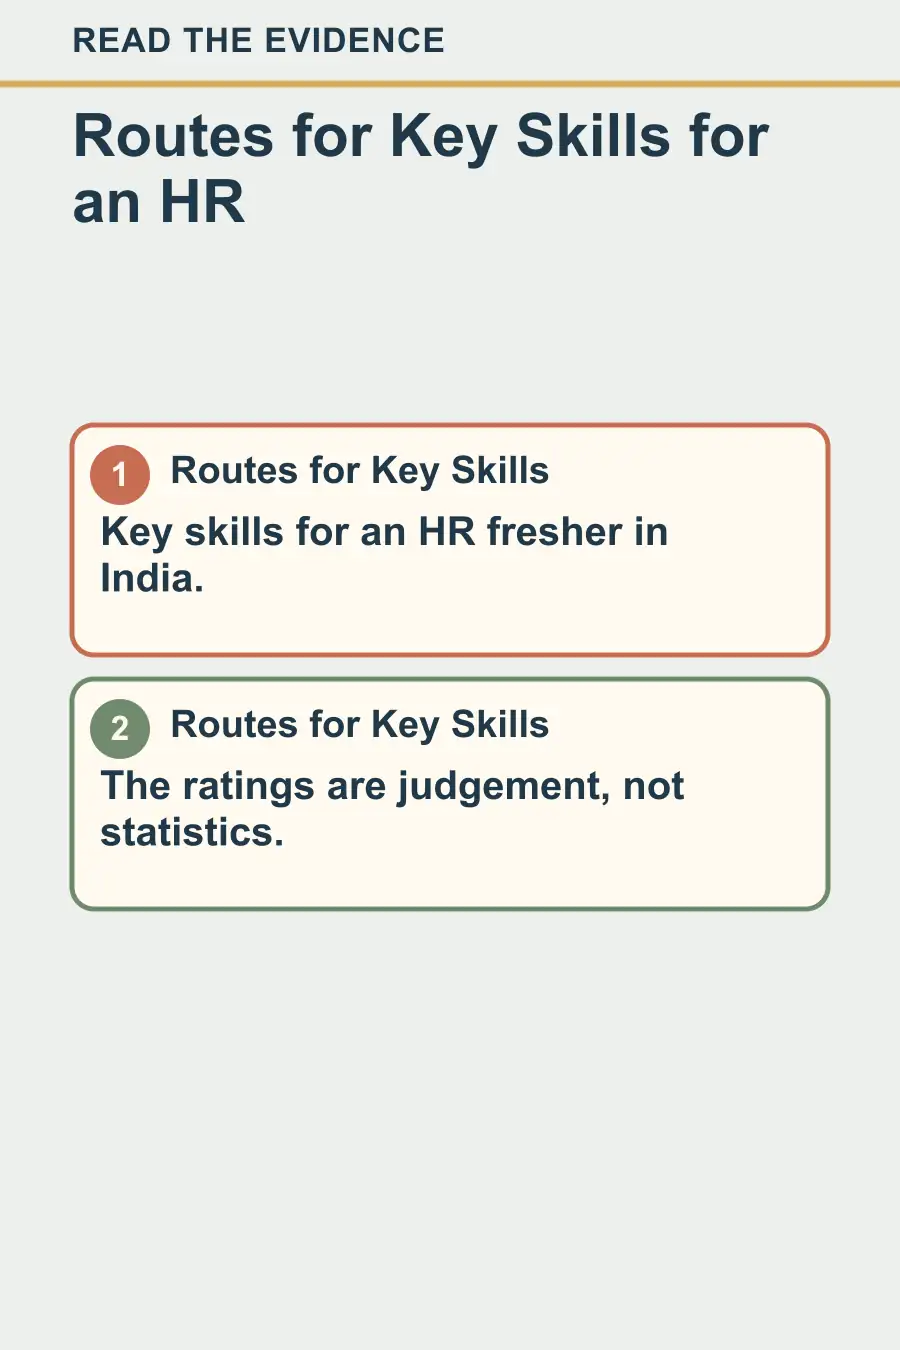 READ THE EVIDENCE
Routes for Key Skills for
an HR
1 Routes for Key Skills
Key skills for an HR fresher in
India.
2 Routes for Key Skills
The ratings are judgement, not
statistics.